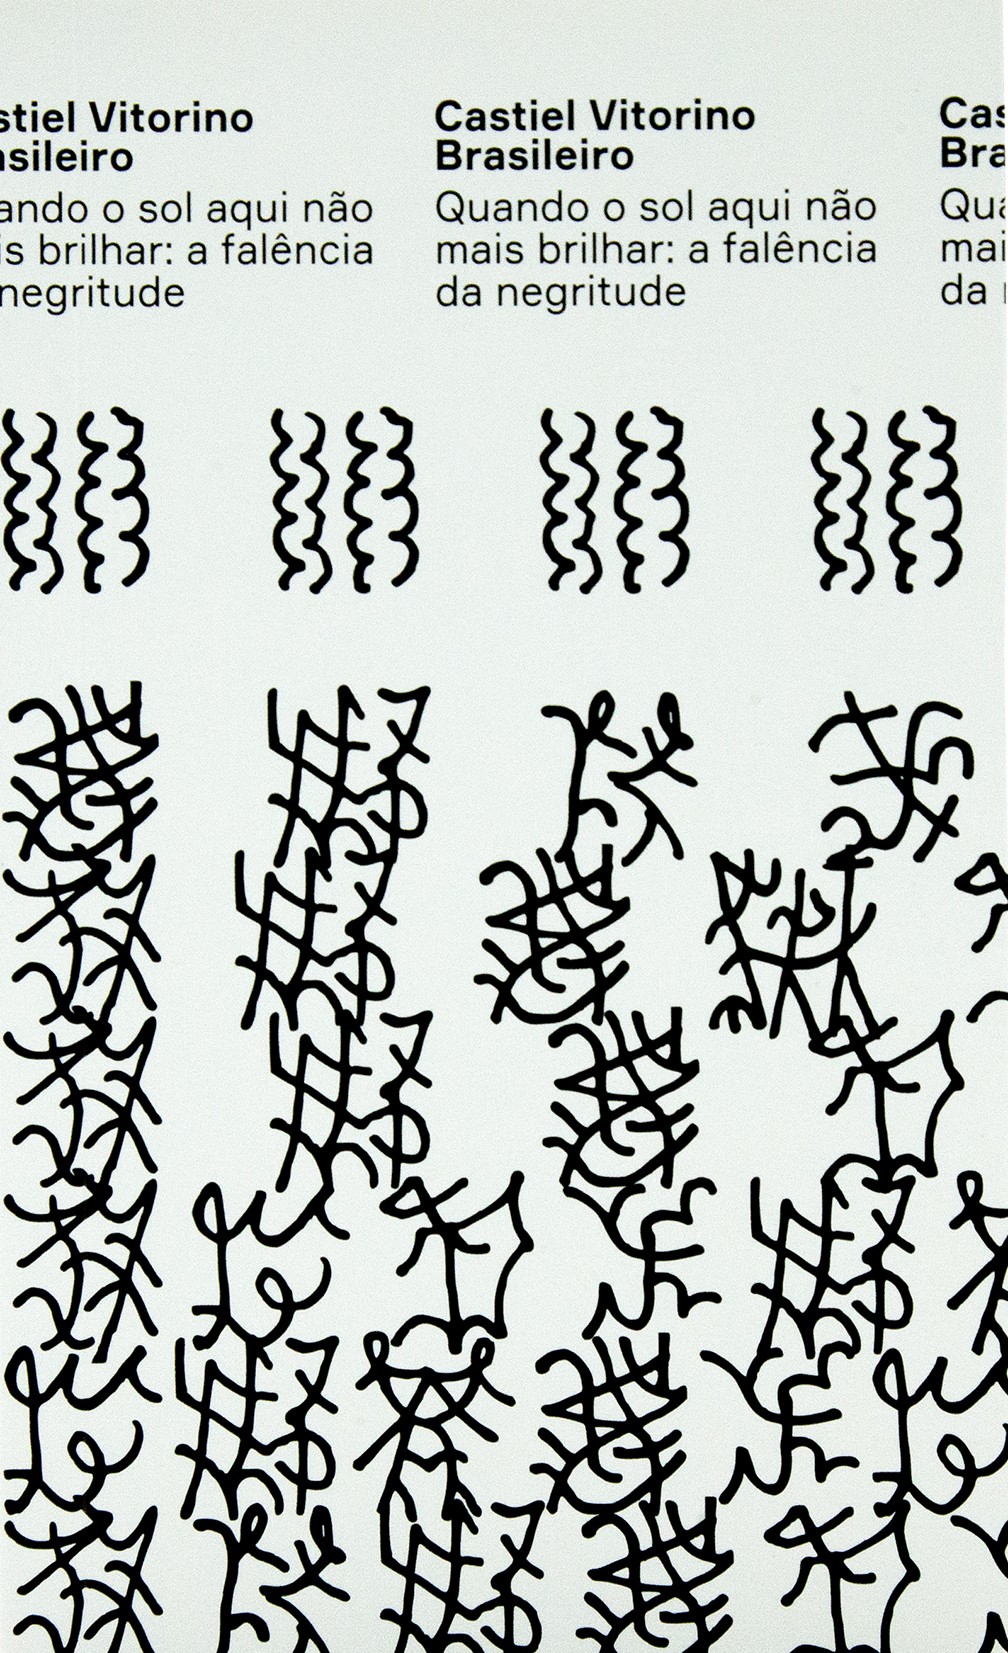 stiel Vitorino
asileiro
ando o sol aqui não
is brilhar: a falência
negritude
Castiel Vitorino
Brasileiro
Quando o sol aqui não
mais brilhar: a falência
da negritude
Cas
Bra
Qua
mai
da